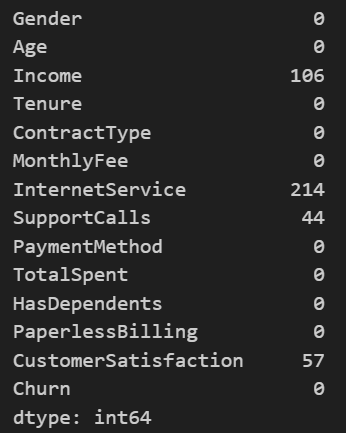 Gender 0
Age 0
Income 106
Tenure 0
ContractType 0
MonthlyFee 0
InternetService 214
SupportCalls 44
PaymentMethod 0
TotalSpent 0
HasDependents 0
PaperlessBilling 0
CustomerSatisfaction 57
Churn 0
dtype: int64